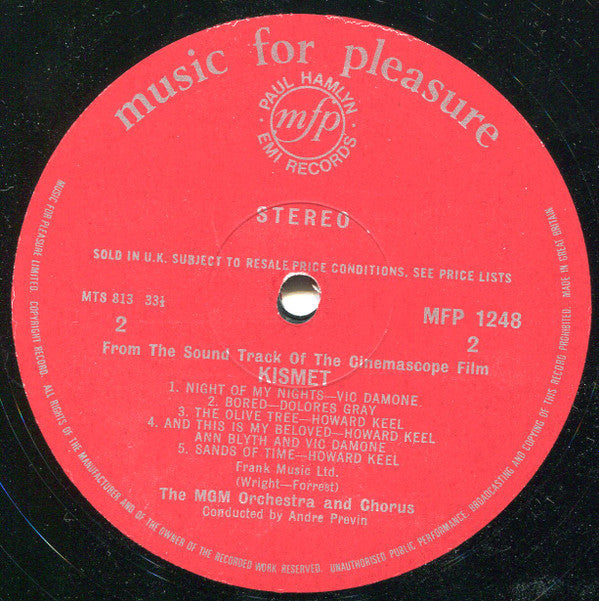 music for pleasure
PAUL HAMLYN
mfp
EMI RECORDS
STEREO
SOLD IN U.K. SUBJECT TO RESALE PRICE CONDITIONS, SEE PRICE LISTS
MTS 813 33⅓
MFP 1248
2
2
From The Sound Track Of The Cinemascope Film
KISMET
1. NIGHT OF MY NIGHTS—VIC DAMONE
2. BORED—DOLORES GRAY
3. THE OLIVE TREE—HOWARD KEEL
4. AND THIS IS MY BELOVED—HOWARD KEEL
ANN BLYTH AND VIC DAMONE
5. SANDS OF TIME—HOWARD KEEL
Frank Music Ltd.
(Wright—Forrest)
The MGM Orchestra and Chorus
Conducted by Andre Previn
MUSIC FOR PLEASURE LIMITED. COPYRIGHT RECORD. ALL RIGHTS OF THE MANUFACTURER AND OF THE OWNER OF THE RECORDED WORK RESERVED. UNAUTHORISED PUBLIC PERFORMANCE, BROADCASTING AND COPYING OF THIS RECORD PROHIBITED. MADE IN GREAT BRITAIN